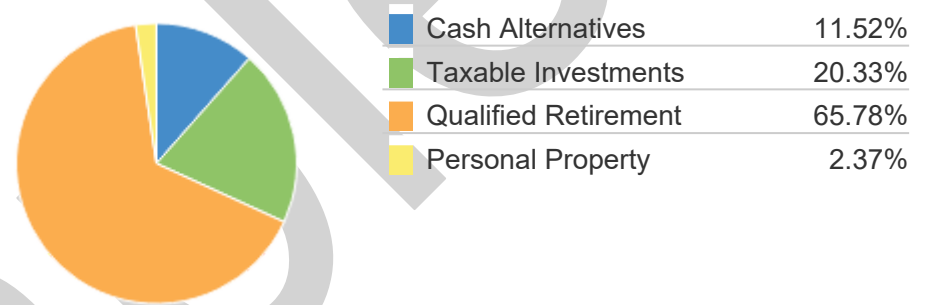 Cash Alternatives 11.52%
Taxable Investments 20.33%
Qualified Retirement 65.78%
Personal Property 2.37%